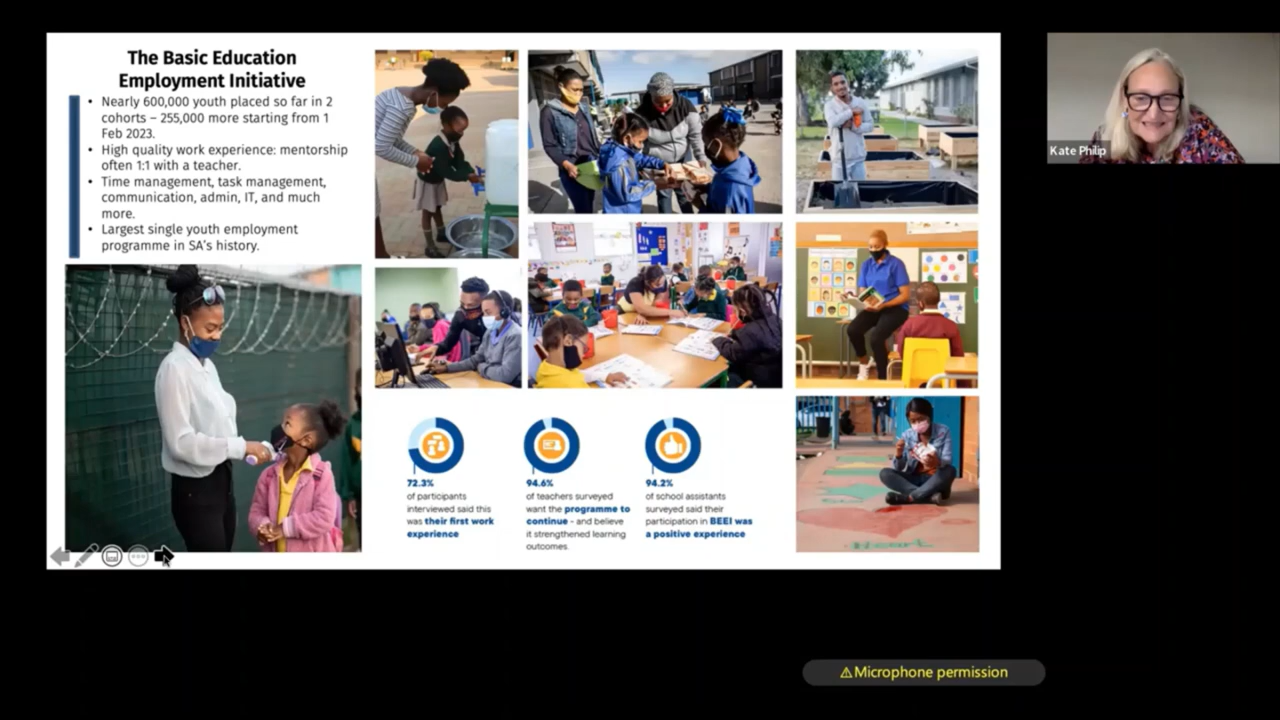 The Basic Education
Employment Initiative
• Nearly 600,000 youth placed so far in 2
cohorts – 255,000 more starting from 1
Feb 2023.
• High quality work experience: mentorship
often 1:1 with a teacher.
• Time management, task management,
communication, admin, IT, and much
more.
• Largest single youth employment
programme in SA's history.
72.3%
of participants
interviewed said this
was their first work
experience
94.6%
of teachers surveyed
want the programme to
continue - and believe
it strengthened learning
outcomes.
94.2%
of school assistants
surveyed said their
participation in BEEI was
a positive experience
Kate Philip
⚠Microphone permission